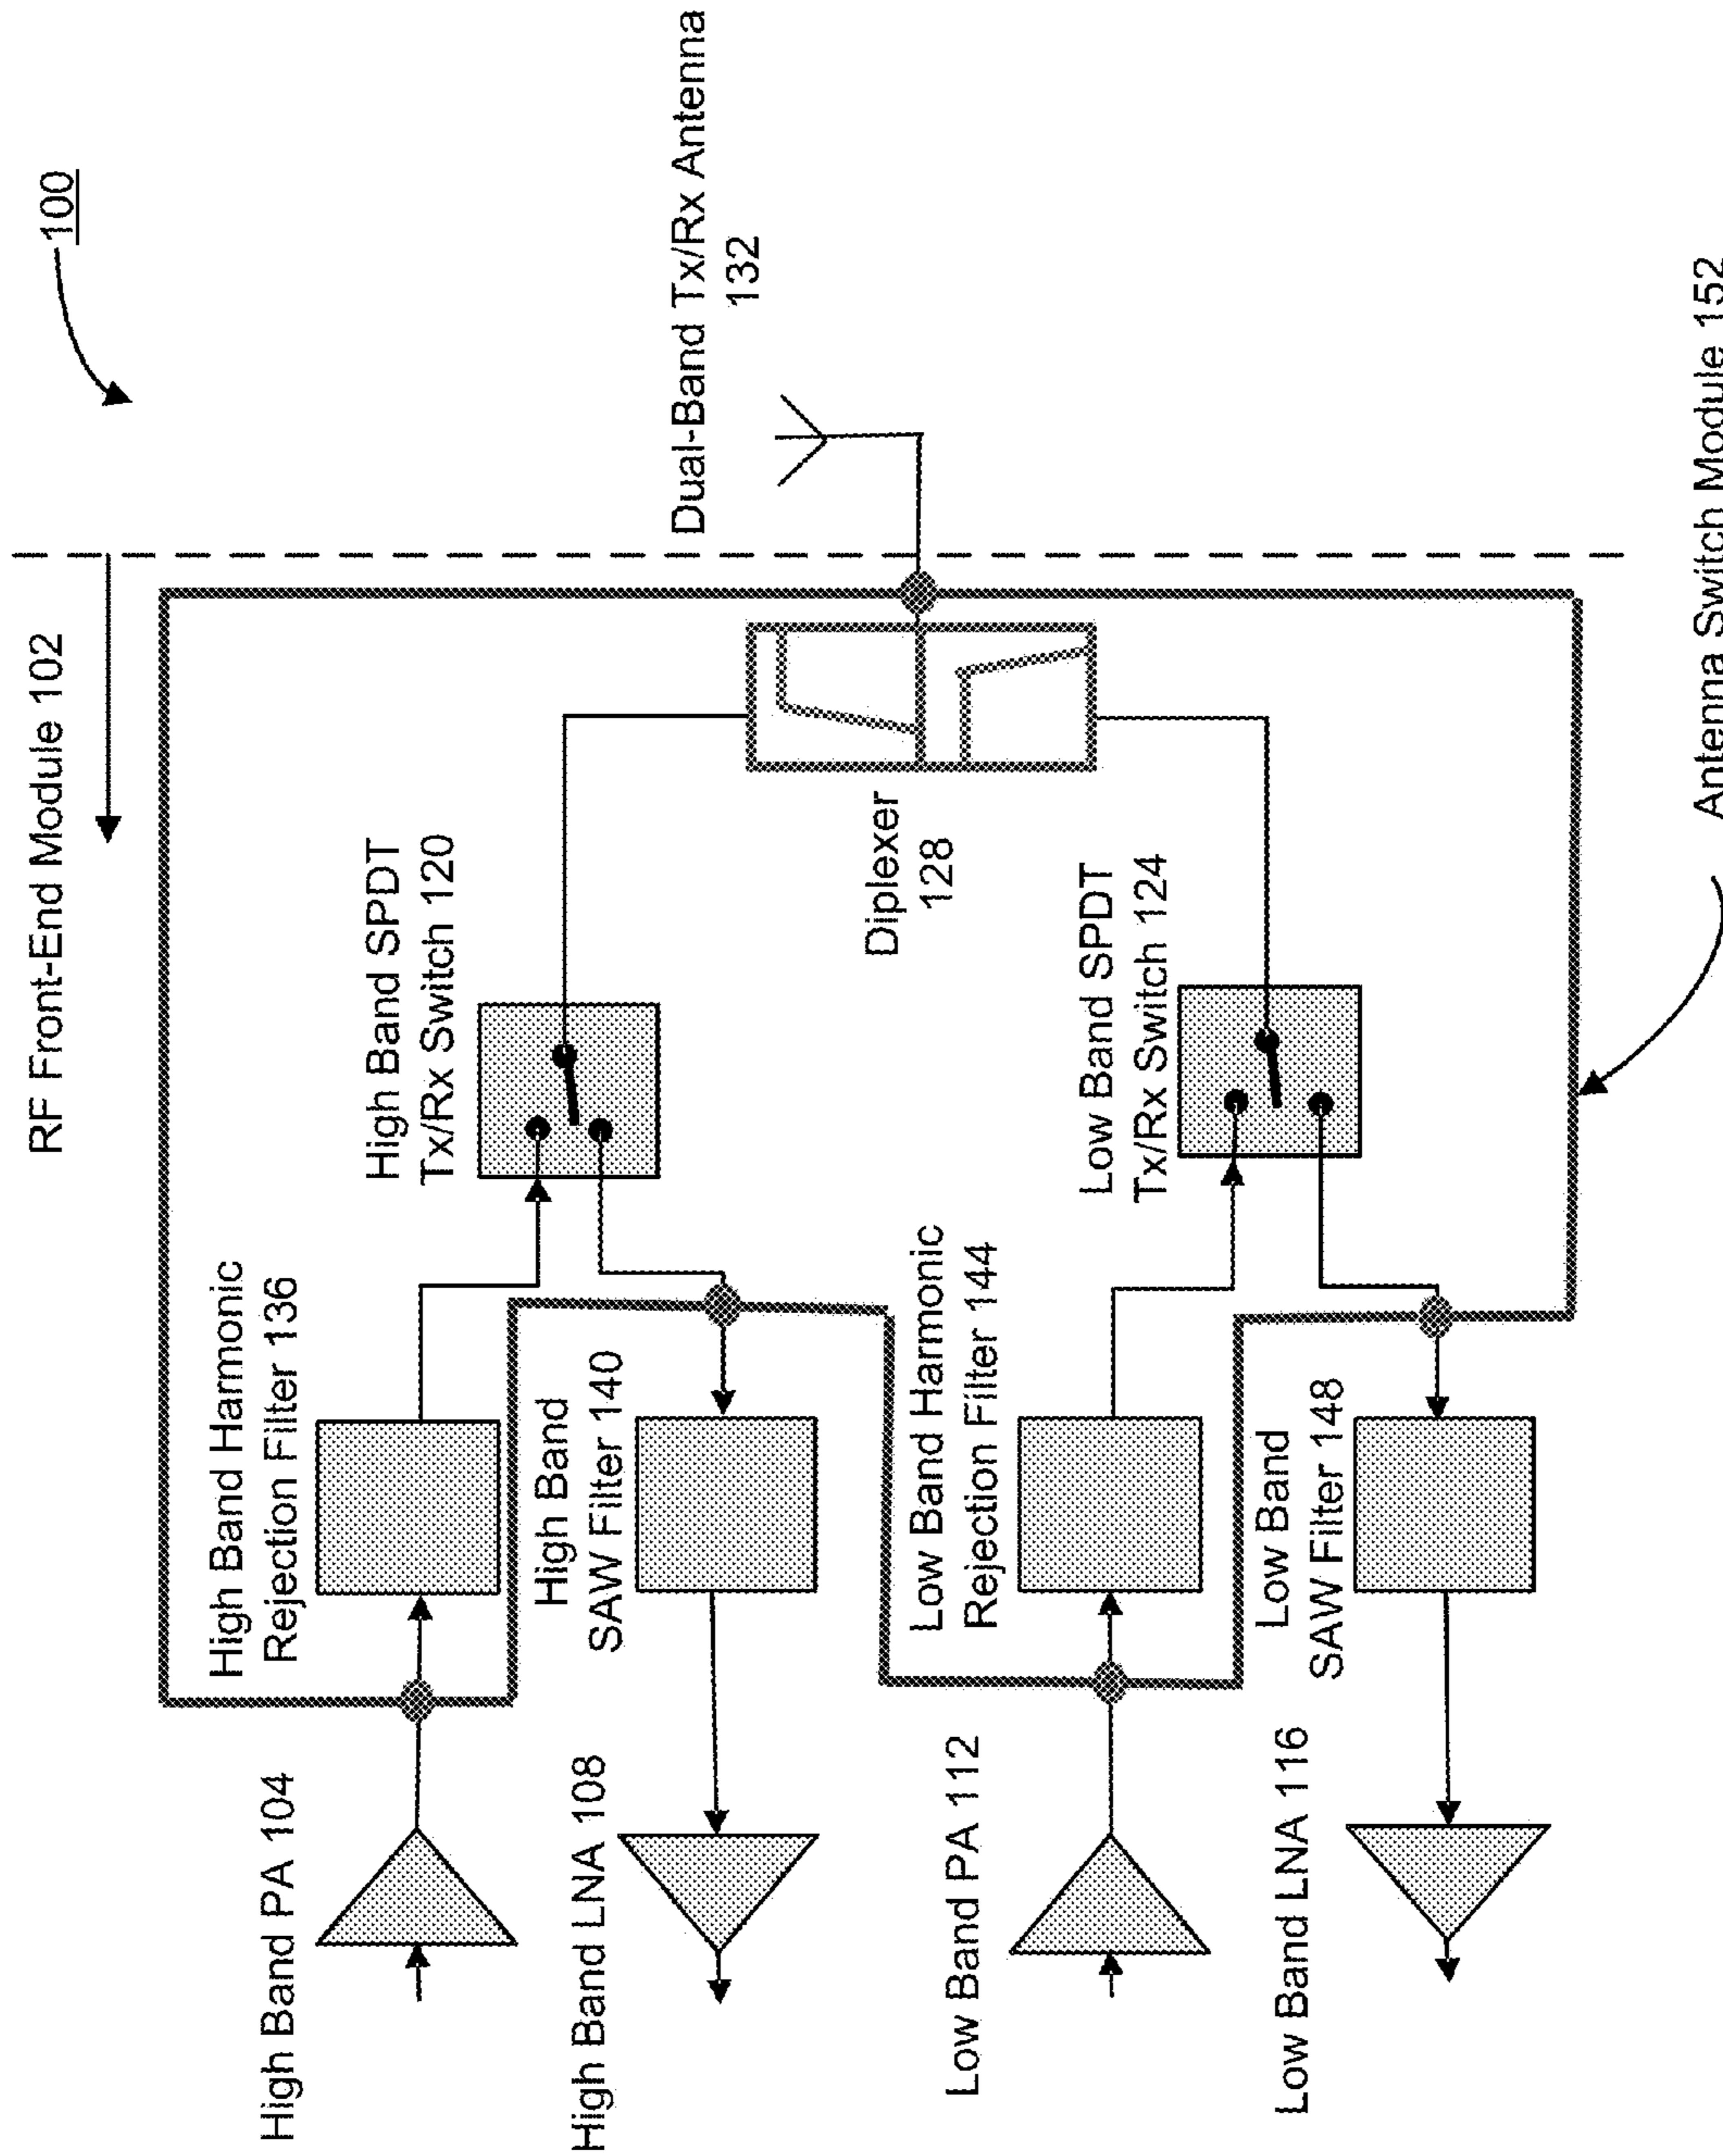 100
RF Front-End Module 102
Dual-Band Tx/Rx Antenna
132
High Band SPDT
Tx/Rx Switch 120
High Band Harmonic
Rejection Filter 136
High Band PA 104
High Band
SAW Filter 140
High Band LNA 108
Diplexer
128
Low Band SPDT
Tx/Rx Switch 124
Low Band Harmonic
Rejection Filter 144
Low Band PA 112
Low Band
SAW Filter 148
Low Band LNA 116
Antenna Switch Module 152